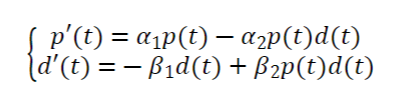 p′(t) = α₁p(t) − α₂p(t)d(t)
d′(t) = − β₁d(t) + β₂p(t)d(t)